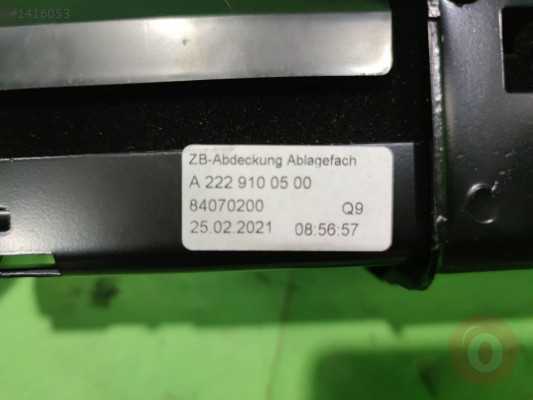 #1416053
ZB-Abdeckung Ablagefach
A 222 910 05 00
84070200 Q9
25.02.2021 08:56:57